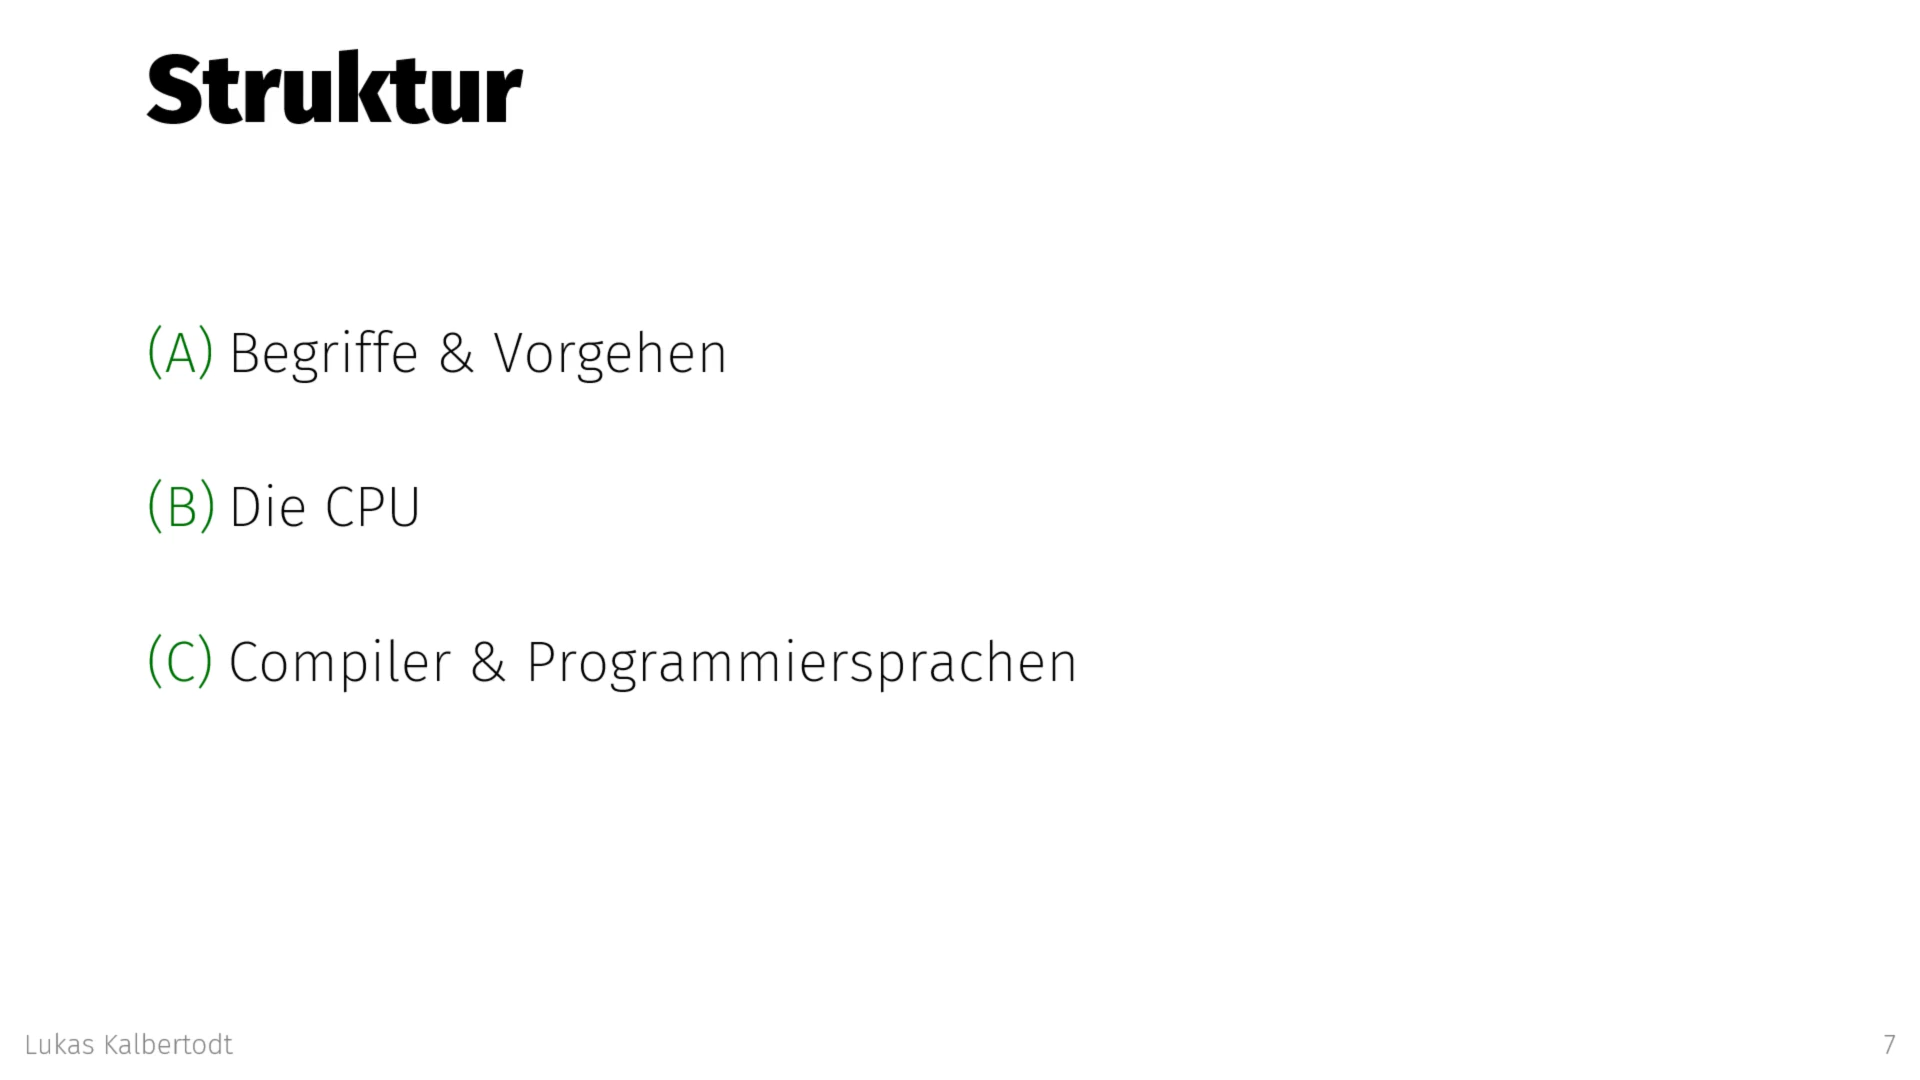 Struktur
(A) Begriffe & Vorgehen
(B) Die CPU
(C) Compiler & Programmiersprachen
Lukas Kalbertodt
7